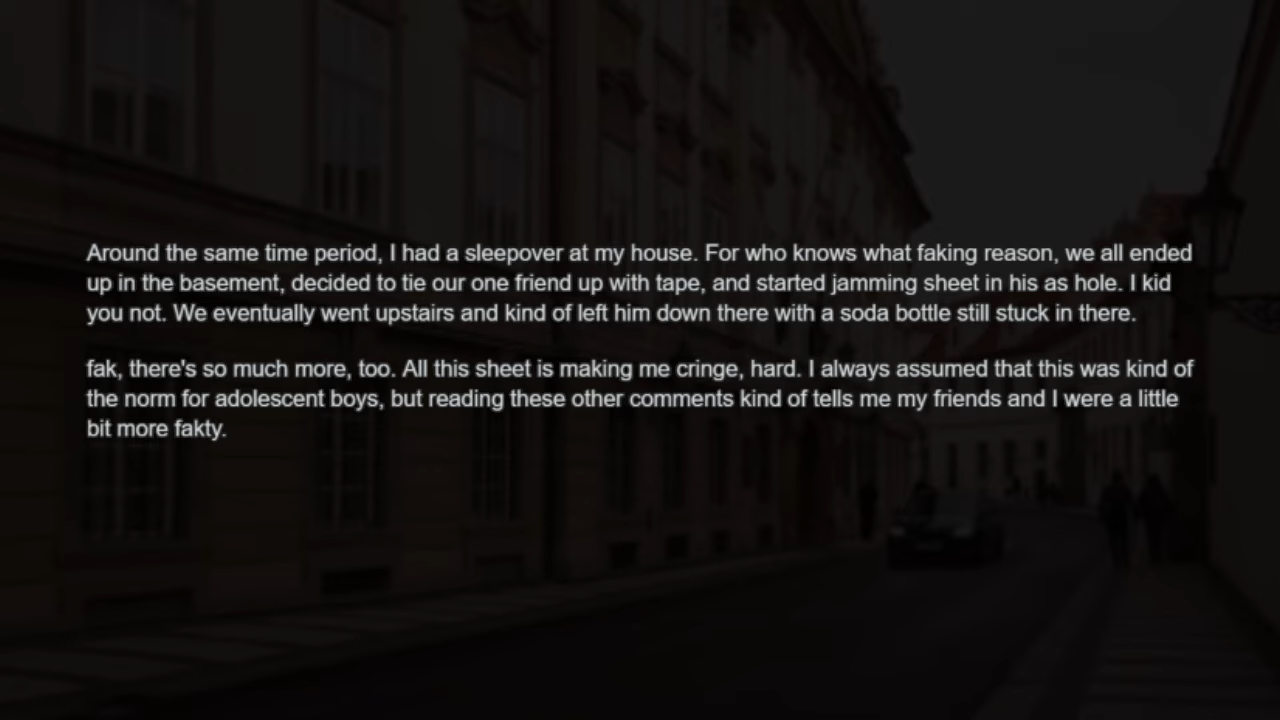 Around the same time period, I had a sleepover at my house. For who knows what faking reason, we all ended
up in the basement, decided to tie our one friend up with tape, and started jamming sheet in his as hole. I kid
you not. We eventually went upstairs and kind of left him down there with a soda bottle still stuck in there.
fak, there's so much more, too. All this sheet is making me cringe, hard. I always assumed that this was kind of
the norm for adolescent boys, but reading these other comments kind of tells me my friends and I were a little
bit more fakty.